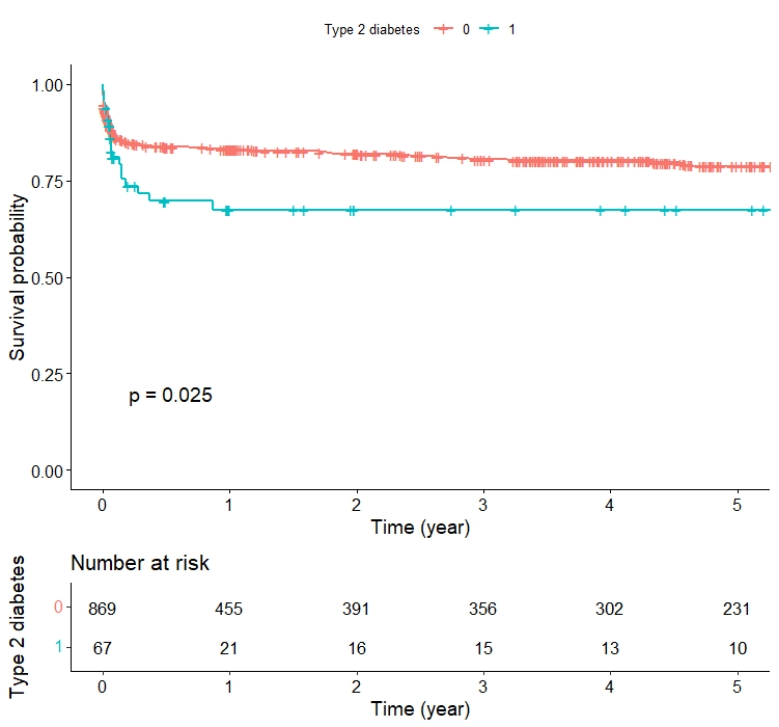 Type 2 diabetes 0 1
Survival probability
1.00
0.75
0.50
0.25
0.00
p = 0.025
0 1 2 3 4 5
Time (year)
Number at risk
Type 2 diabetes
0 869 455 391 356 302 231
1 67 21 16 15 13 10
0 1 2 3 4 5
Time (year)